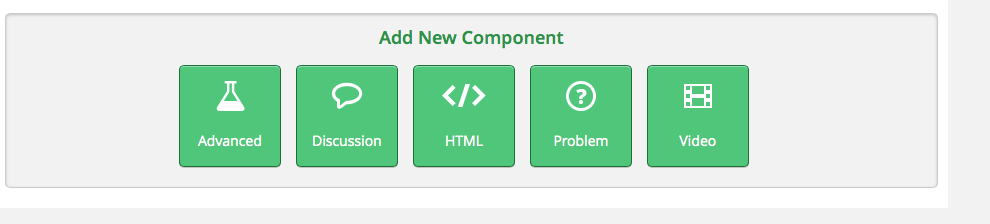 Add New Component
Advanced Discussion HTML Problem Video